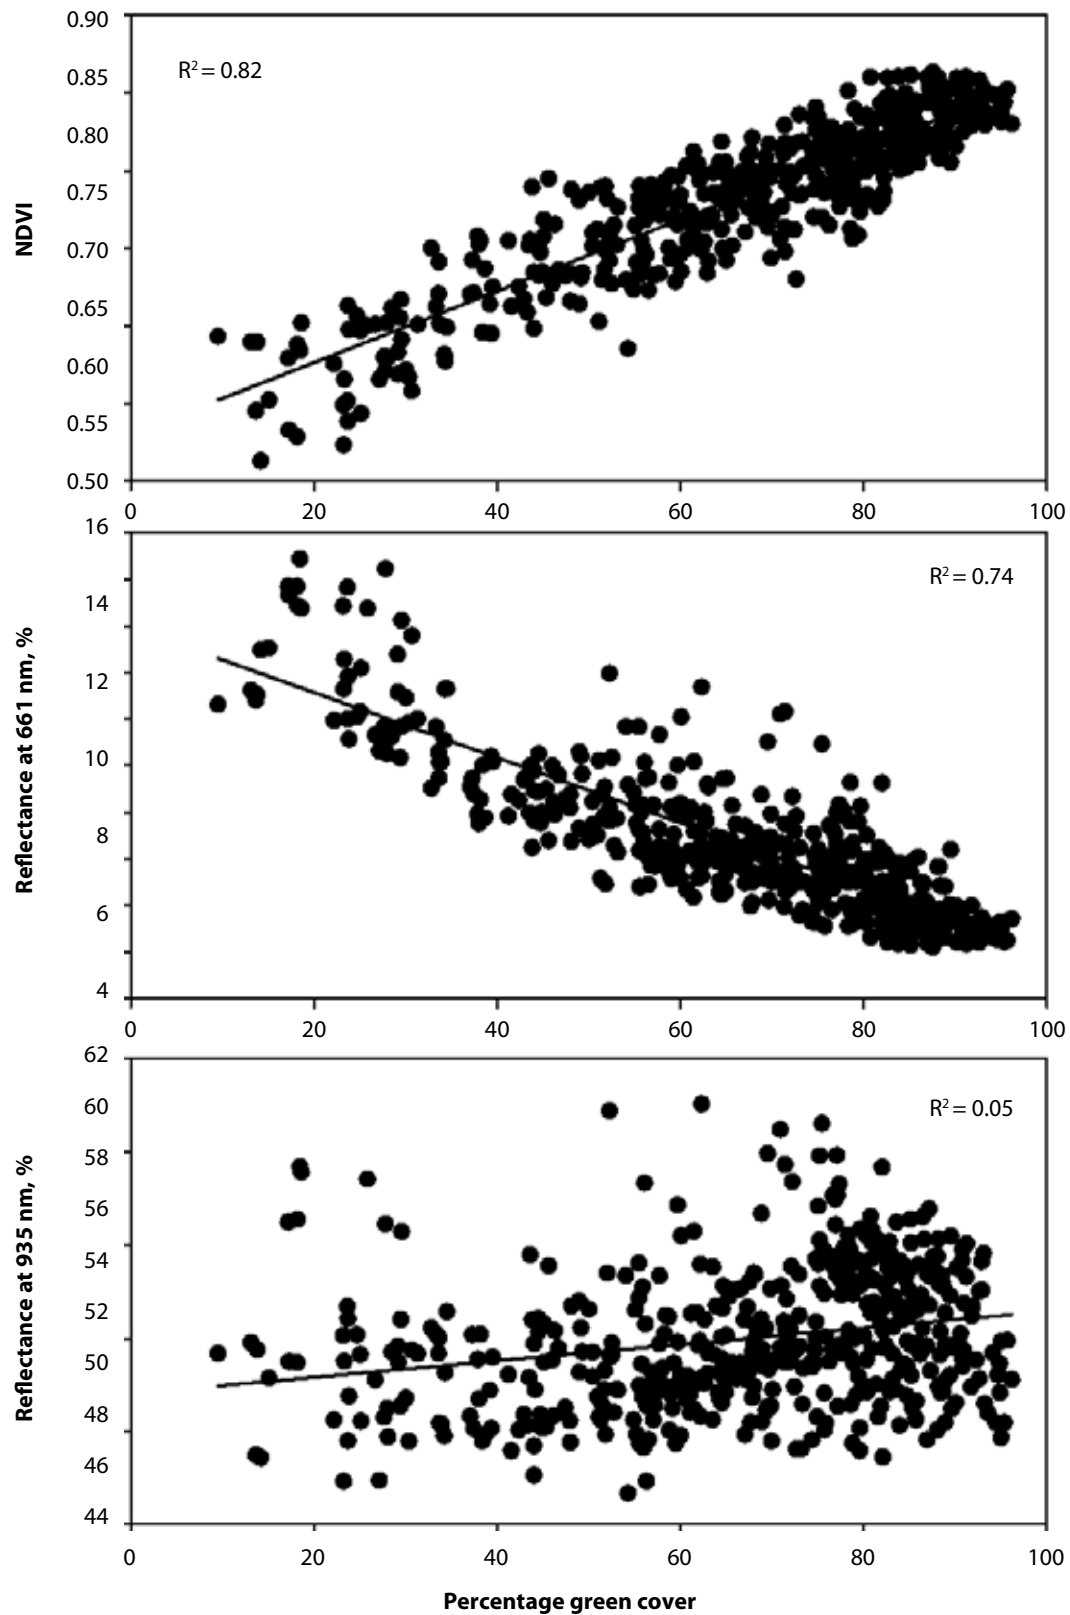 0.90
0.85
0.80
0.75
0.70
0.65
0.60
0.55
0.50
NDVI
R² = 0.82
0 20 40 60 80 100
16
14
12
10
8
6
4
Reflectance at 661 nm, %
R² = 0.74
0 20 40 60 80 100
62
60
58
56
54
52
50
48
46
44
Reflectance at 935 nm, %
R² = 0.05
0 20 40 60 80 100
Percentage green cover